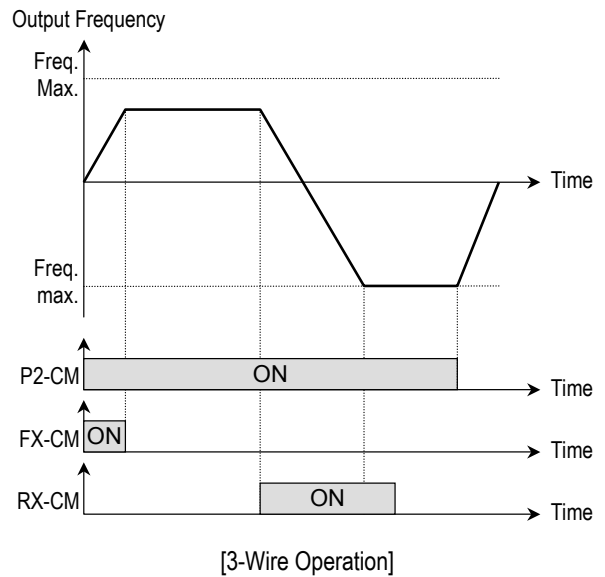 Output Frequency
Freq.
Max.
Time
Freq.
max.
P2-CM
ON
Time
FX-CM
ON
Time
RX-CM
ON
Time
[3-Wire Operation]